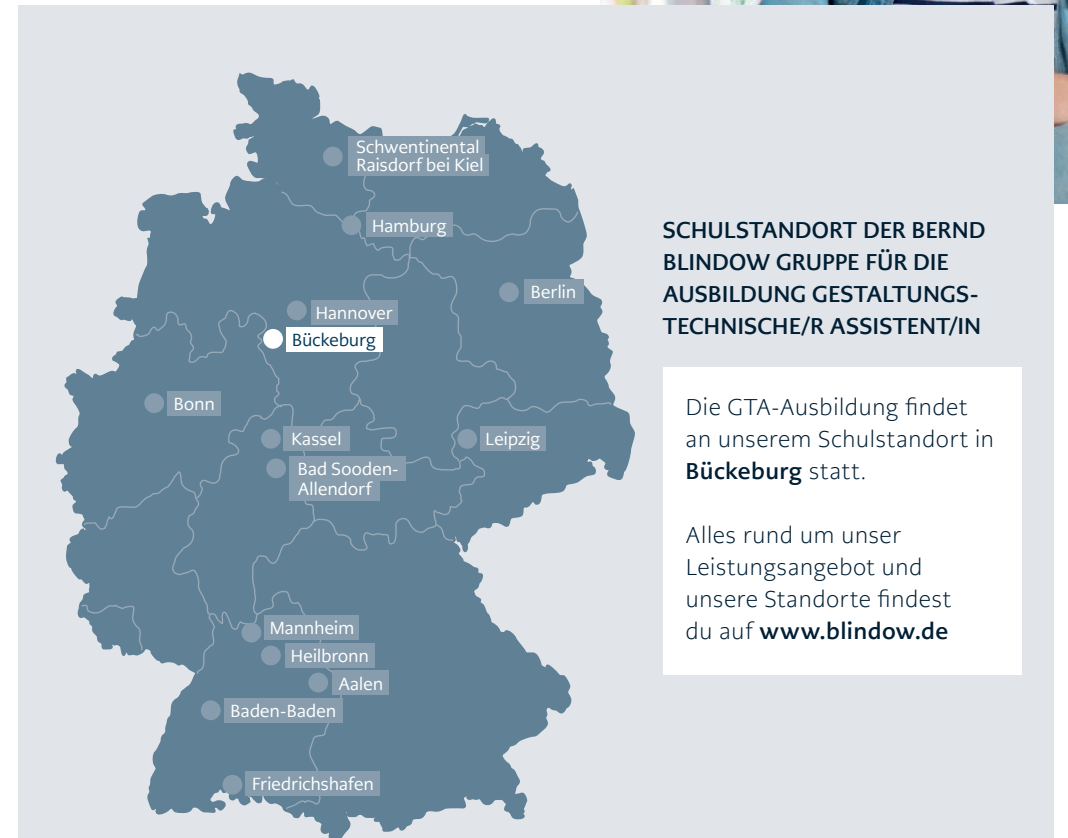 Schwentinental
Raisdorf bei Kiel
Hamburg
Berlin
Hannover
Bückeburg
Bonn
Kassel
Leipzig
Bad Sooden-
Allendorf
Mannheim
Heilbronn
Aalen
Baden-Baden
Friedrichshafen
SCHULSTANDORT DER BERND
BLINDOW GRUPPE FÜR DIE
AUSBILDUNG GESTALTUNGS-
TECHNISCHE/R ASSISTENT/IN
Die GTA-Ausbildung findet
an unserem Schulstandort in
Bückeburg statt.
Alles rund um unser
Leistungsangebot und
unsere Standorte findest
du auf www.blindow.de